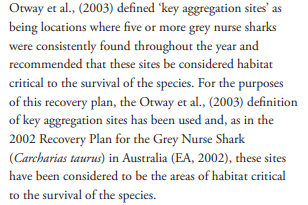 Otway et al., (2003) defined ‘key aggregation sites’ as
being locations where five or more grey nurse sharks
were consistently found throughout the year and
recommended that these sites be considered habitat
critical to the survival of the species. For the purposes
of this recovery plan, the Otway et al., (2003) definition
of key aggregation sites has been used and, as in the
2002 Recovery Plan for the Grey Nurse Shark
(Carcharias taurus) in Australia (EA, 2002), these sites
have been considered to be the areas of habitat critical
to the survival of the species.